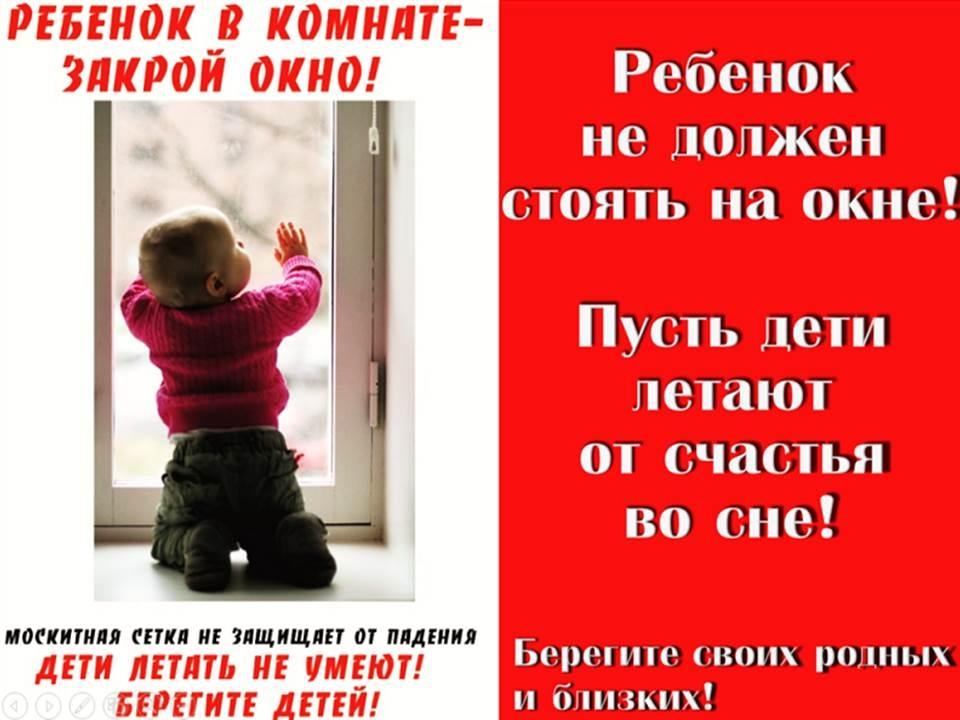 РЕБЕНОК В КОМНАТЕ-
ЗАКРОЙ ОКНО!
МОСКИТНАЯ СЕТКА НЕ ЗАЩИЩАЕТ ОТ ПАДЕНИЯ
ДЕТИ ЛЕТАТЬ НЕ УМЕЮТ!
БЕРЕГИТЕ ДЕТЕЙ!
Ребенок
не должен
стоять на окне!
Пусть дети
летают
от счастья
во сне!
Берегите своих родных
и близких!